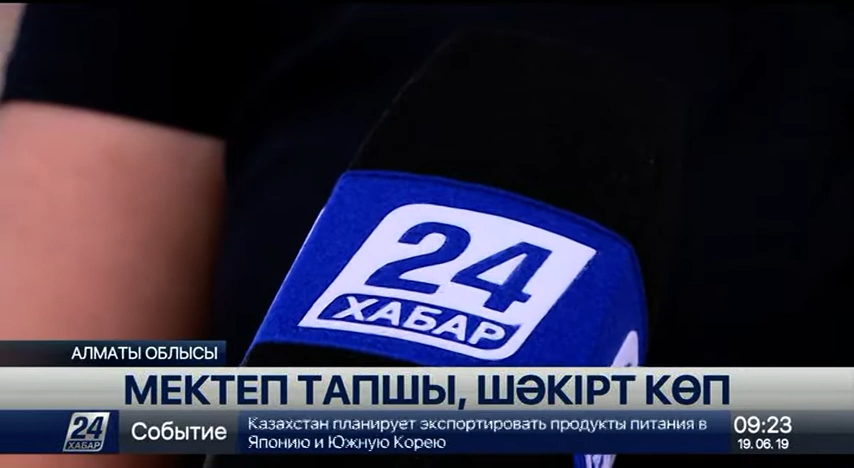 24
ХАБАР
АЛМАТЫ ОБЛЫСЫ
МЕКТЕП ТАПШЫ, ШӘКІРТ КӨП
24
ХАБАР
Событие
Казахстан планирует экспортировать продукты питания в
Японию и Южную Корею
09:23
19.06.19